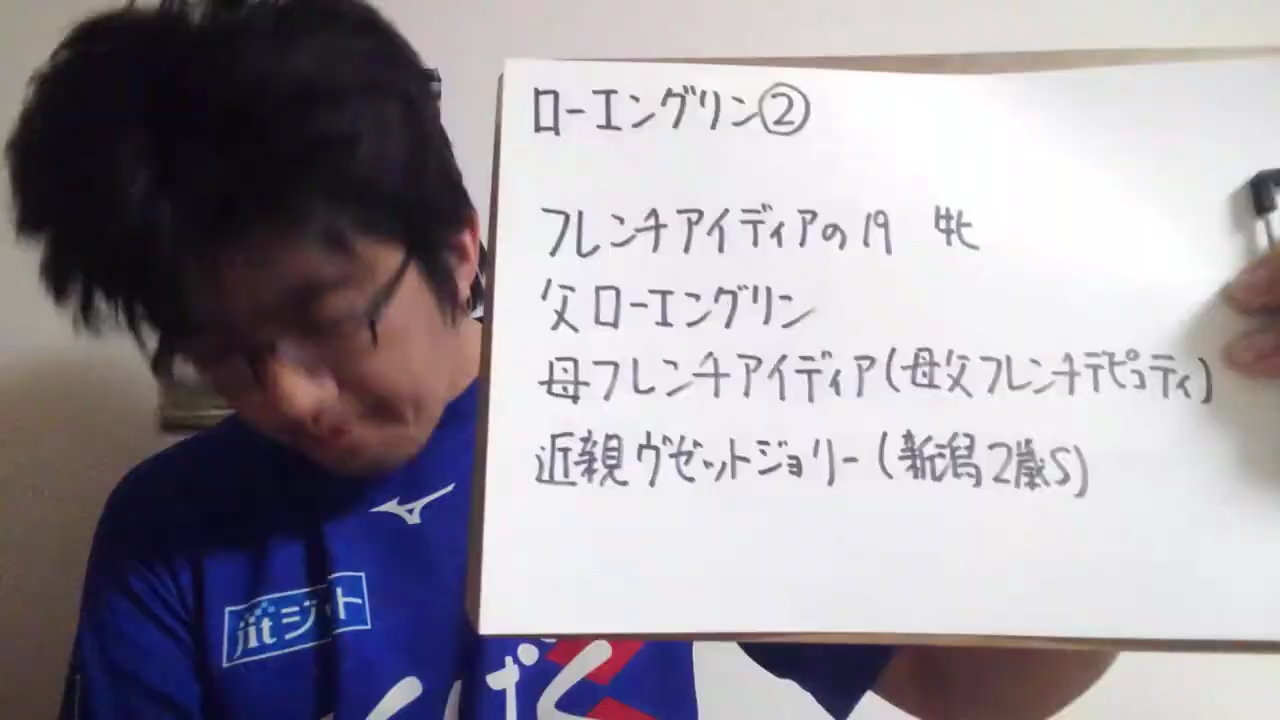 ローエングリン②
フレンチアイディアの19 牝
父ローエングリン
母フレンチアイディア(母父フレンチデピュティ)
近親ヴゼットジョリー(新潟2歳S)
jitジット